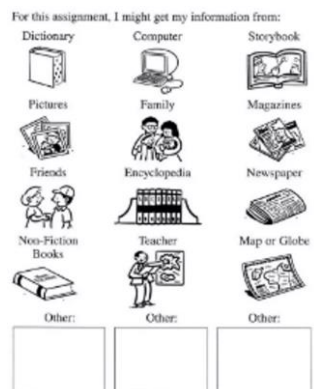 For this assignment, I might get my information from:
Dictionary Computer Storybook
Pictures Family Magazines
Friends Encyclopedia Newspaper
Non-Fiction Teacher Map or Globe
Books
Other: Other: Other: